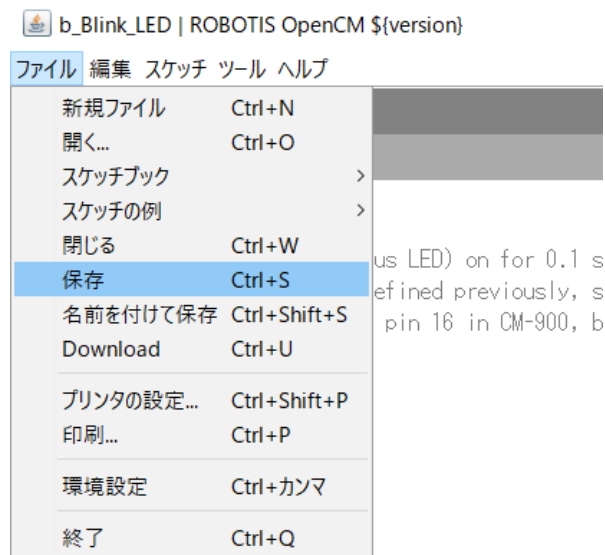 b_Blink_LED | ROBOTIS OpenCM ${version}
ファイル 編集 スケッチ ツール ヘルプ
新規ファイル Ctrl+N
開く... Ctrl+O
スケッチブック >
スケッチの例 >
閉じる Ctrl+W
保存 Ctrl+S
名前を付けて保存 Ctrl+Shift+S
Download Ctrl+U
プリンタの設定... Ctrl+Shift+P
印刷... Ctrl+P
環境設定 Ctrl+カンマ
終了 Ctrl+Q
us LED) on for 0.1 s
efined previously, s
pin 16 in CM-900, b